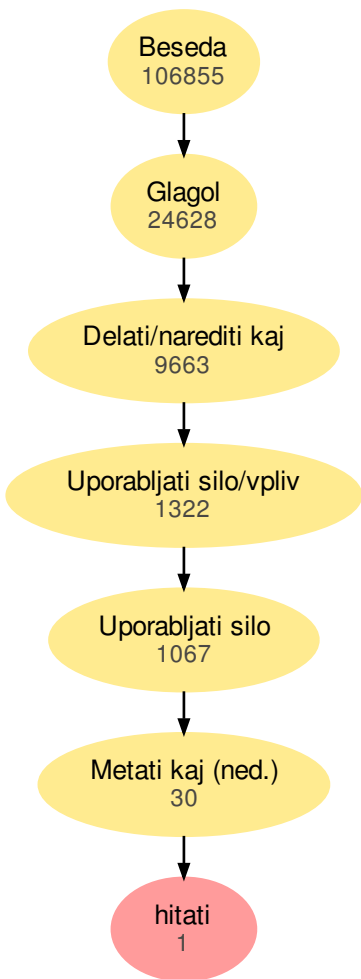 Beseda
106855
Glagol
24628
Delati/narediti kaj
9663
Uporabljati silo/vpliv
1322
Uporabljati silo
1067
Metati kaj (ned.)
30
hitati
1